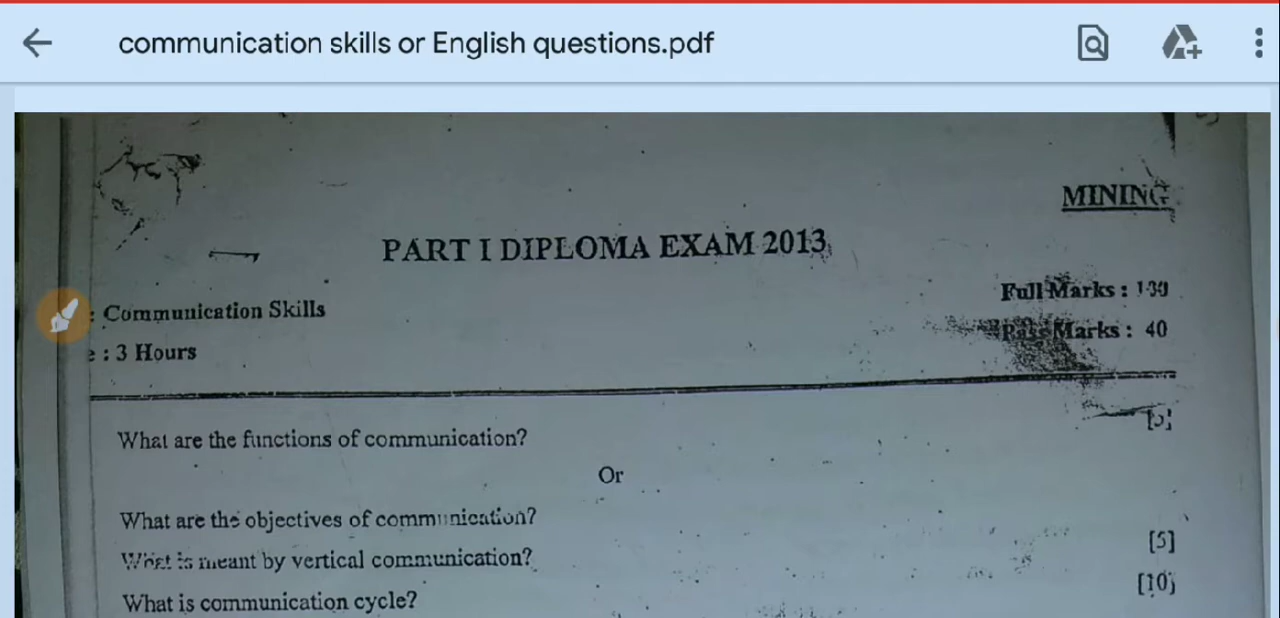 communication skills or English questions.pdf
MINING
PART I DIPLOMA EXAM 2013
: Communication Skills
Full Marks :
e : 3 Hours
Pass Marks : 40
What are the functions of communication?
Or
What are the objectives of communication?
What is meant by vertical communication?
[5]
What is communication cycle?
[10]